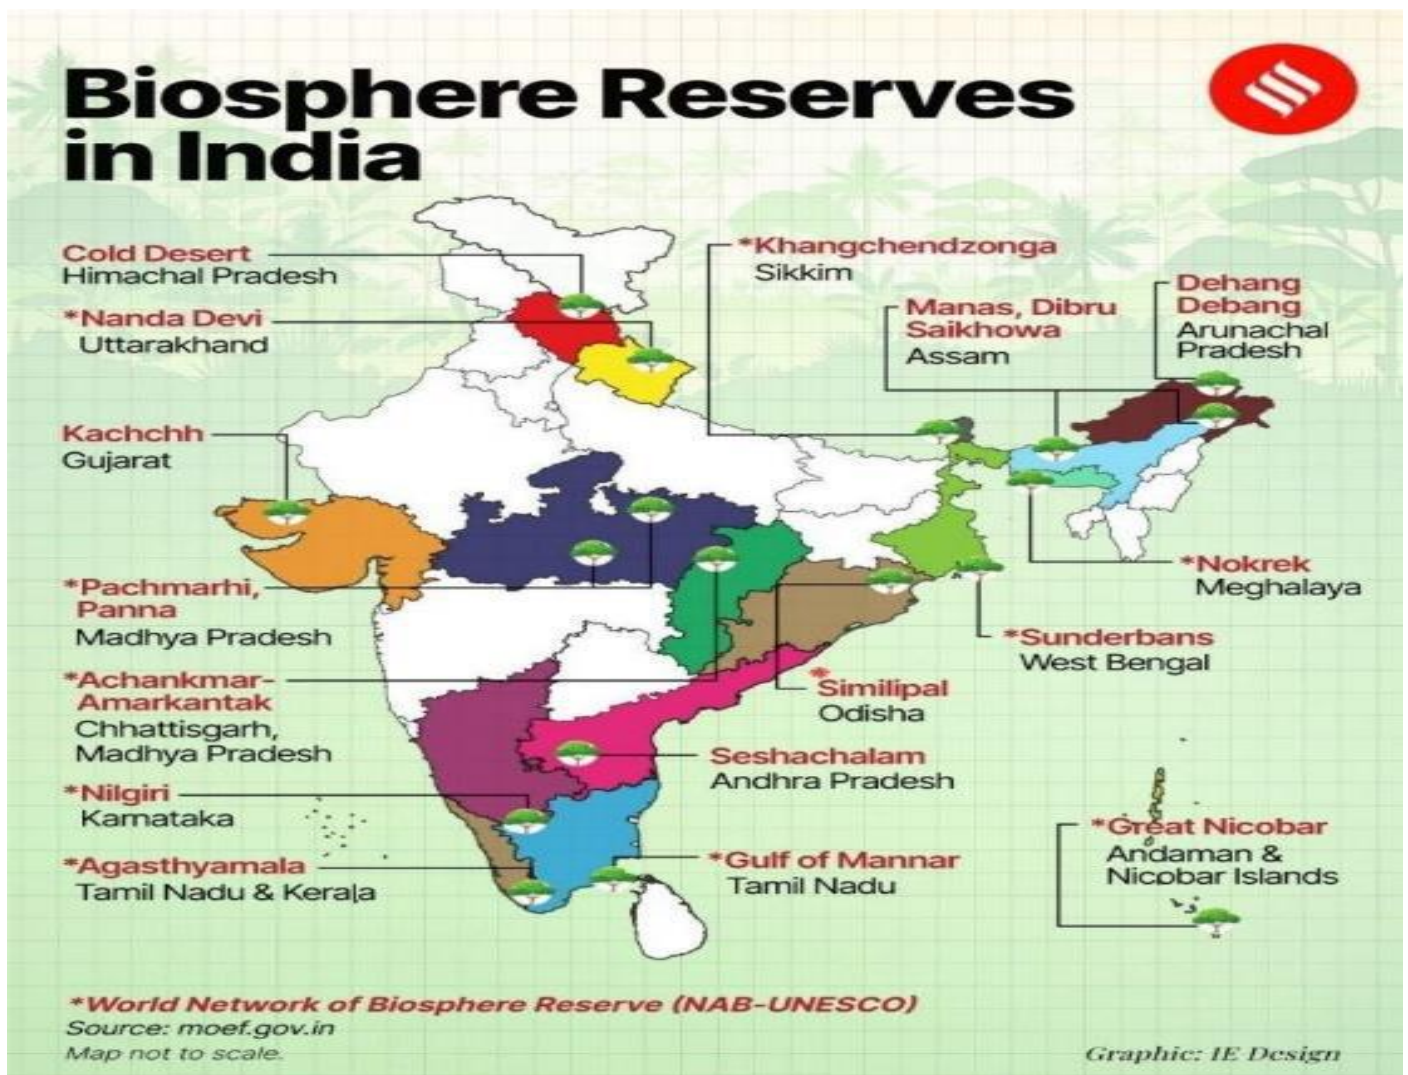 Biosphere Reserves
in India
Cold Desert
Himachal Pradesh
*Nanda Devi
Uttarakhand
Kachchh
Gujarat
*Pachmarhi,
Panna
Madhya Pradesh
*Achankmar-
Amarkantak
Chhattisgarh,
Madhya Pradesh
*Nilgiri
Karnataka
*Agasthyamala
Tamil Nadu & Kerala
*Khangchendzonga
Sikkim
Manas, Dibru
Saikhowa
Assam
Dehang
Debang
Arunachal
Pradesh
*Nokrek
Meghalaya
*Sunderbans
West Bengal
*Similipal
Odisha
Seshachalam
Andhra Pradesh
*Gulf of Mannar
Tamil Nadu
*Great Nicobar
Andaman &
Nicobar Islands
*World Network of Biosphere Reserve (NAB-UNESCO)
Source: moef.gov.in
Map not to scale.
Graphic: IE Design